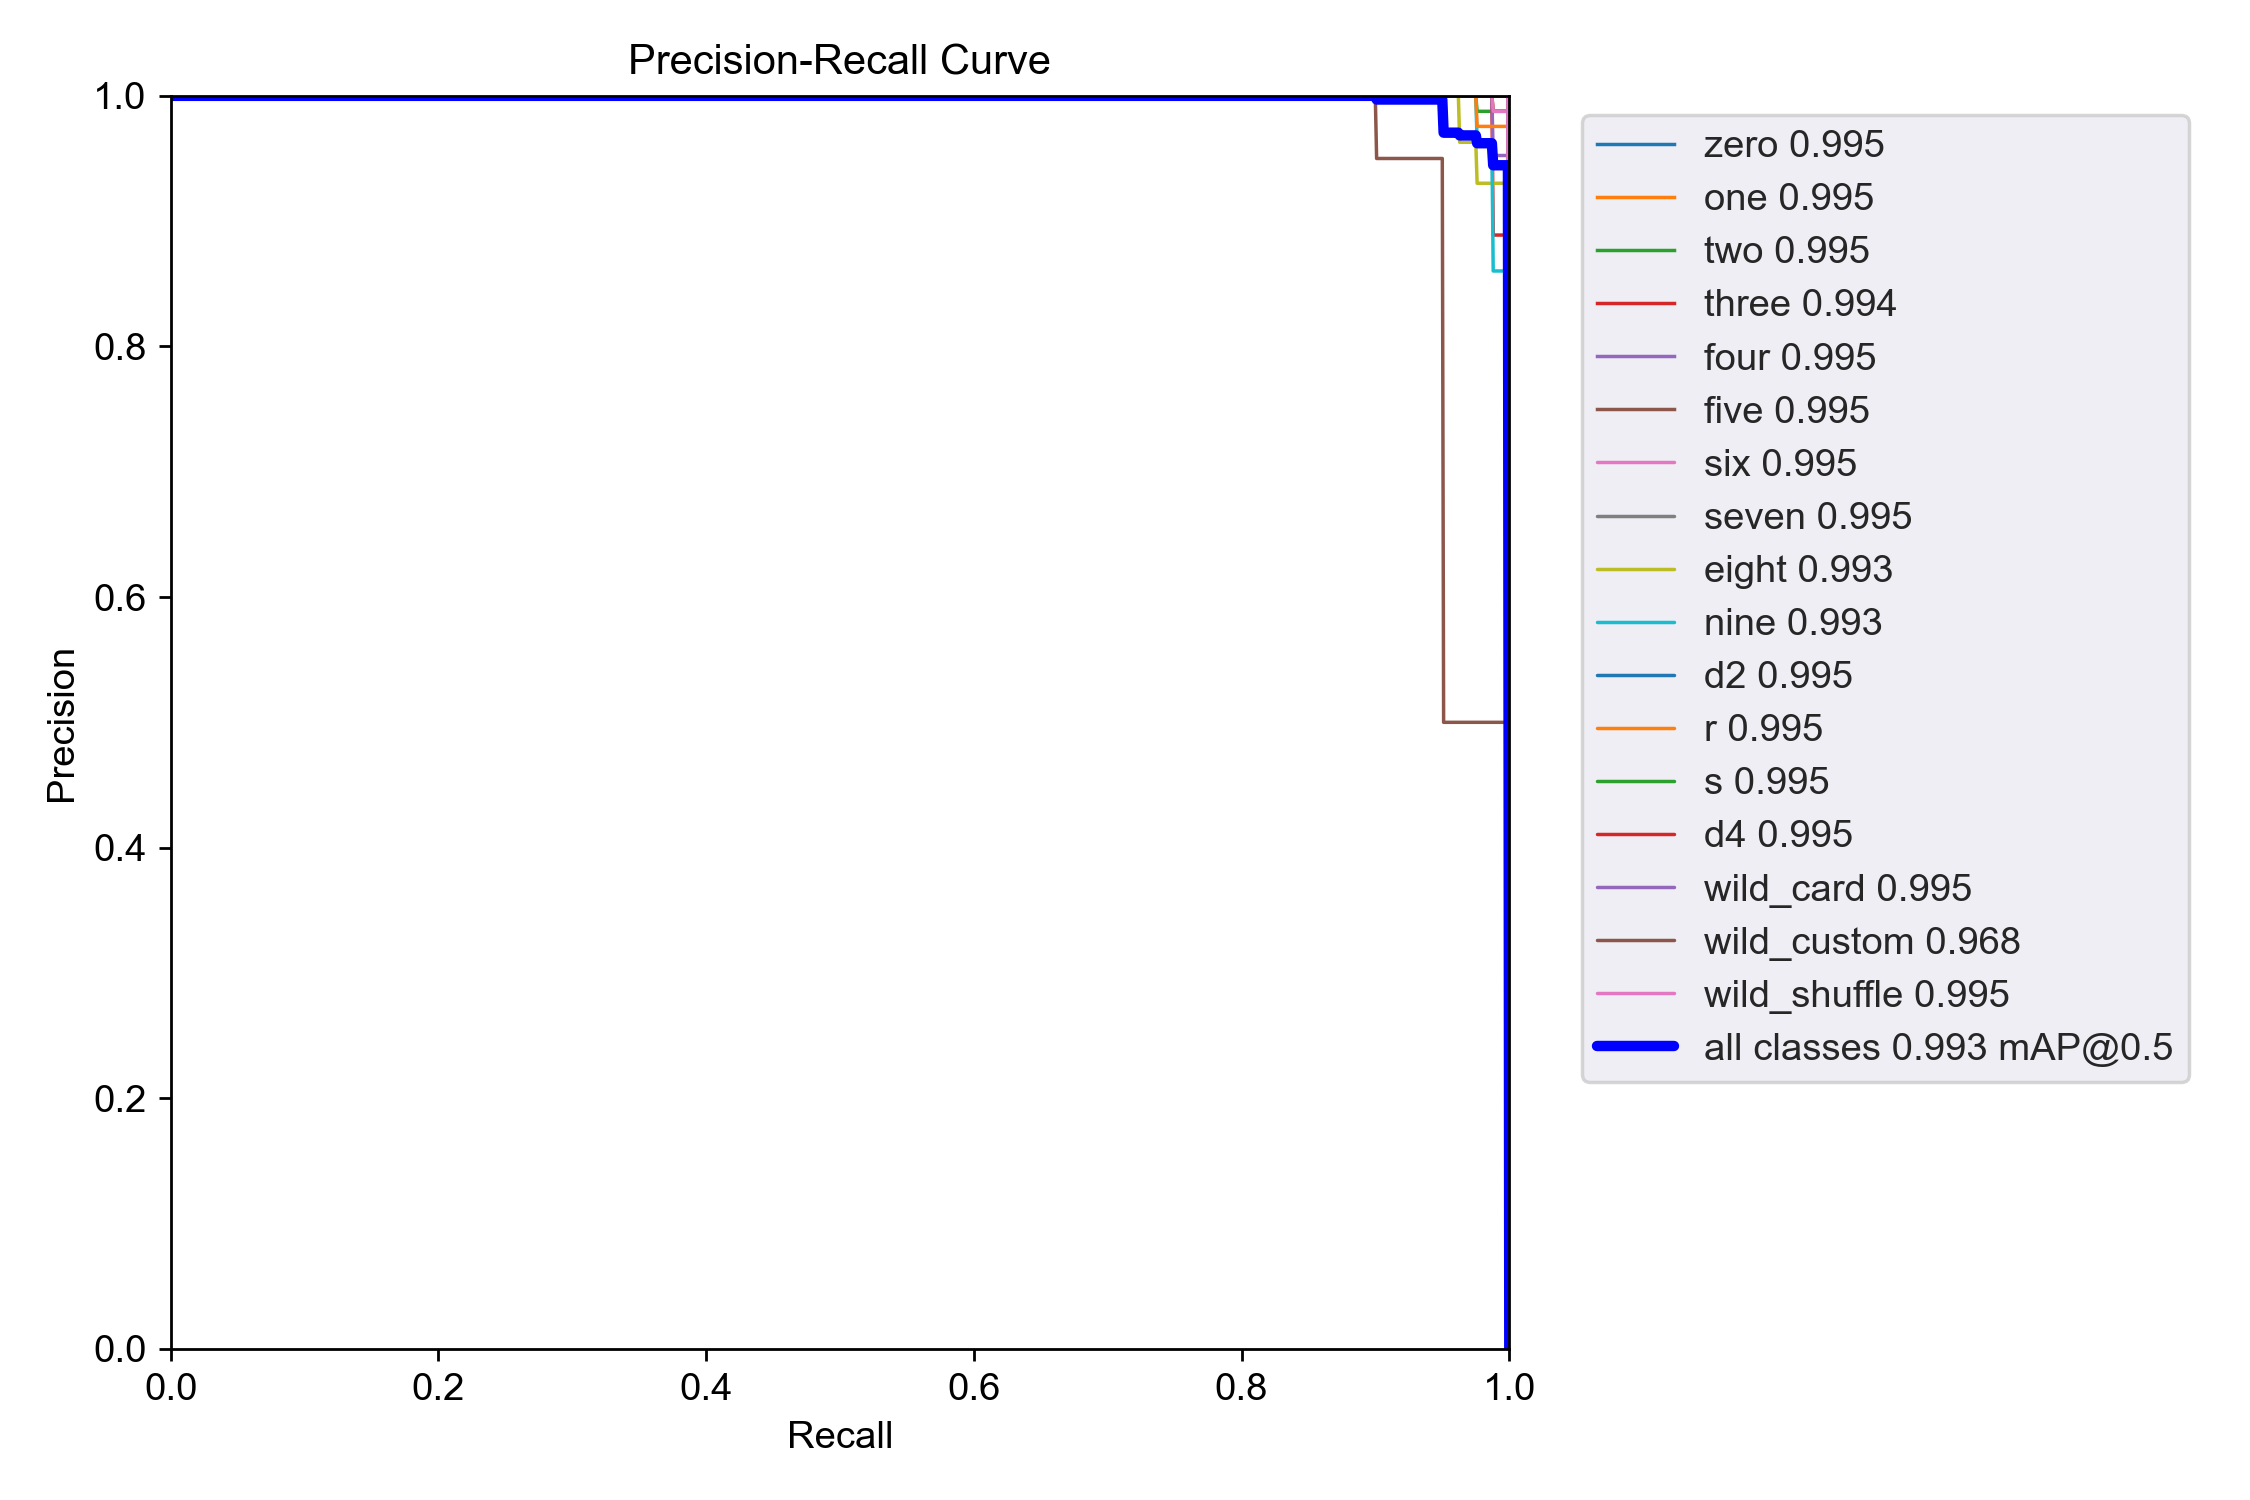 Precision-Recall Curve
1.0
0.8
0.6
0.4
0.2
0.0
Precision
0.0 0.2 0.4 0.6 0.8 1.0
Recall
zero 0.995
one 0.995
two 0.995
three 0.994
four 0.995
five 0.995
six 0.995
seven 0.995
eight 0.993
nine 0.993
d2 0.995
r 0.995
s 0.995
d4 0.995
wild_card 0.995
wild_custom 0.968
wild_shuffle 0.995
all classes 0.993 mAP@0.5